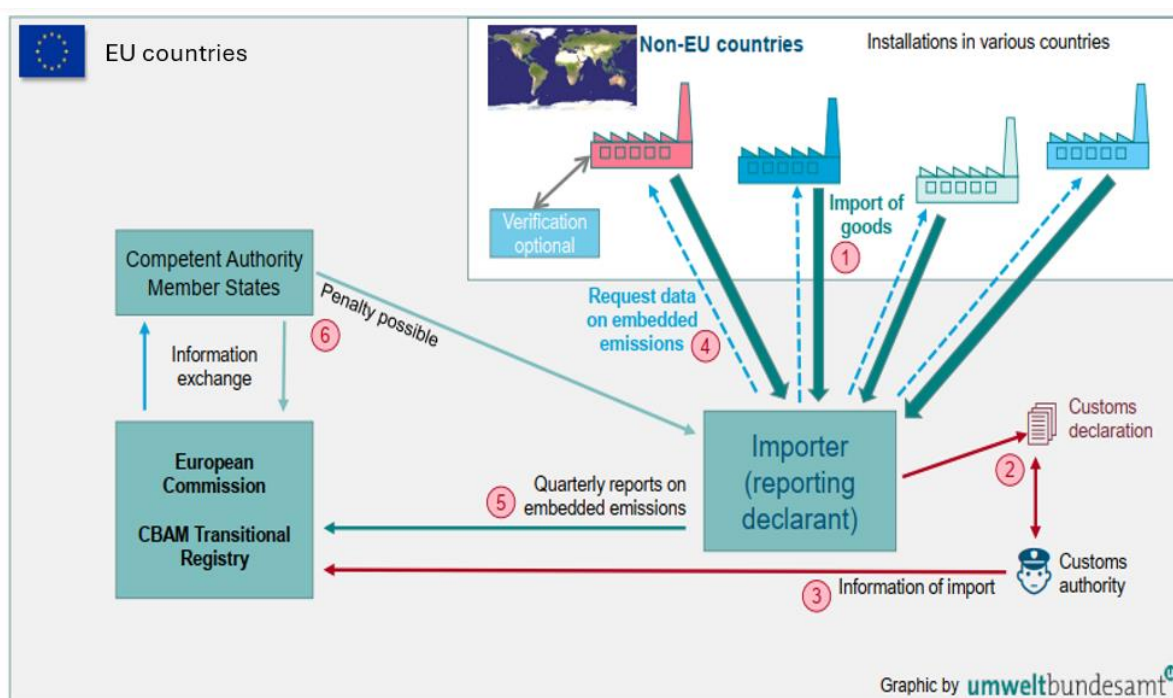 EU countries
Non-EU countries
Installations in various countries
Verification
optional
Import of
goods
1
Competent Authority
Member States
Penalty possible
6
Request data
on embedded
emissions
4
Information
exchange
Customs
declaration
2
European
Commission
CBAM Transitional
Registry
Importer
(reporting
declarant)
5
Quarterly reports on
embedded emissions
Customs
authority
3
Information of import
Graphic by umweltbundesamt